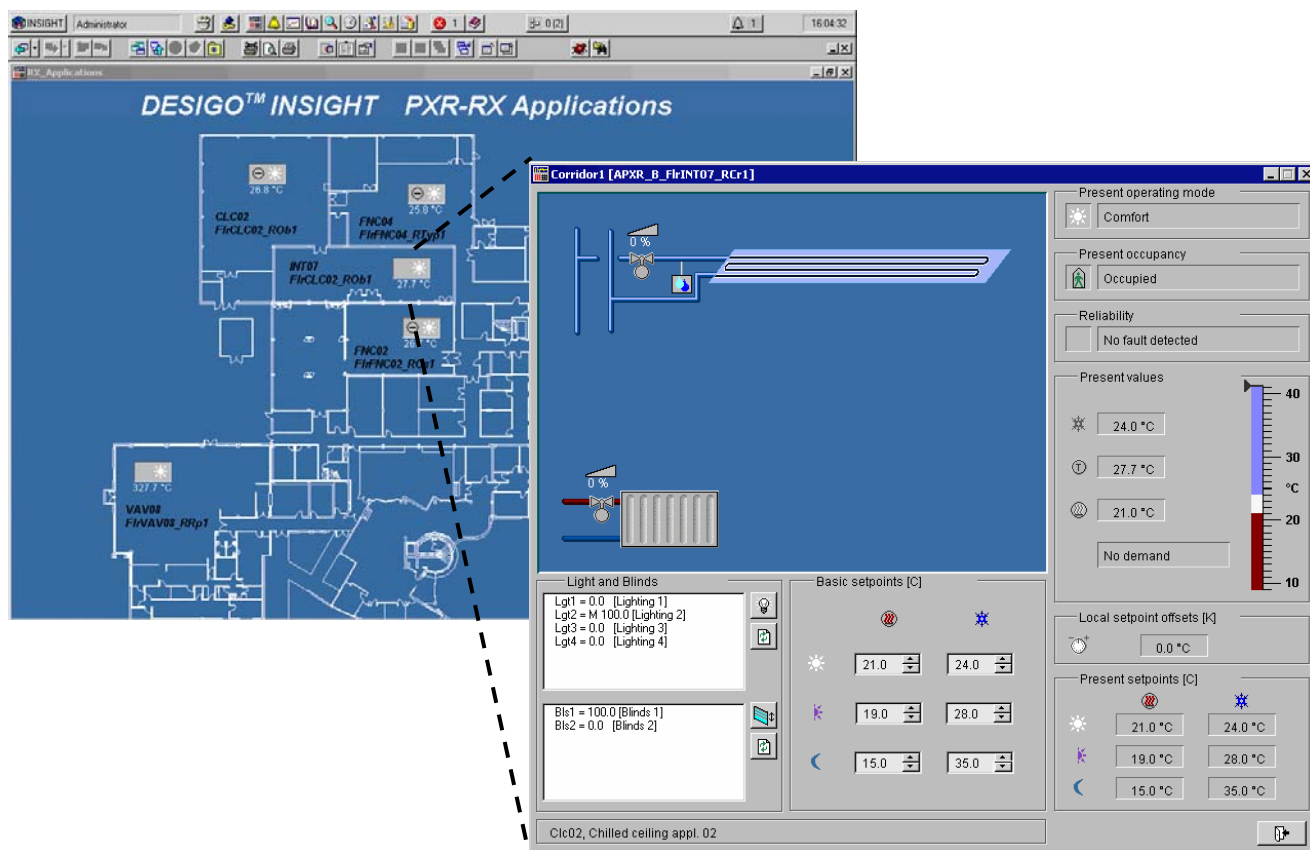 INSIGHT Administrator 1 0 [2] 1 16:04:32
RX_Applications
DESIGO™ INSIGHT PXR-RX Applications
26.8 °C
25.8 °C
CLC02
FlrCLC02_ROb1
FNC04
FlrFNC04_RTyp1
INT07
FlrCLC02_ROb1
27.7 °C
FNC02
327.7 °C
VAV08
FlrVAV08_RRp1
Corridor1 [APXR_B_FlrINT07_RCr1]
0 %
0 %
Present operating mode
Comfort
Present occupancy
Occupied
Reliability
No fault detected
Present values
24.0 °C
T 27.7 °C
21.0 °C
No demand
40
30
°C
20
10
Light and Blinds
Lgt1 = 0.0 [Lighting 1]
Lgt2 = M 100.0 [Lighting 2]
Lgt3 = 0.0 [Lighting 3]
Lgt4 = 0.0 [Lighting 4]
Bls1 = 100.0 [Blinds 1]
Bls2 = 0.0 [Blinds 2]
Basic setpoints [C]
21.0 24.0
19.0 28.0
15.0 35.0
Local setpoint offsets [K]
0.0 °C
Present setpoints [C]
21.0 °C 24.0 °C
19.0 °C 28.0 °C
15.0 °C 35.0 °C
Clc02, Chilled ceiling appl. 02